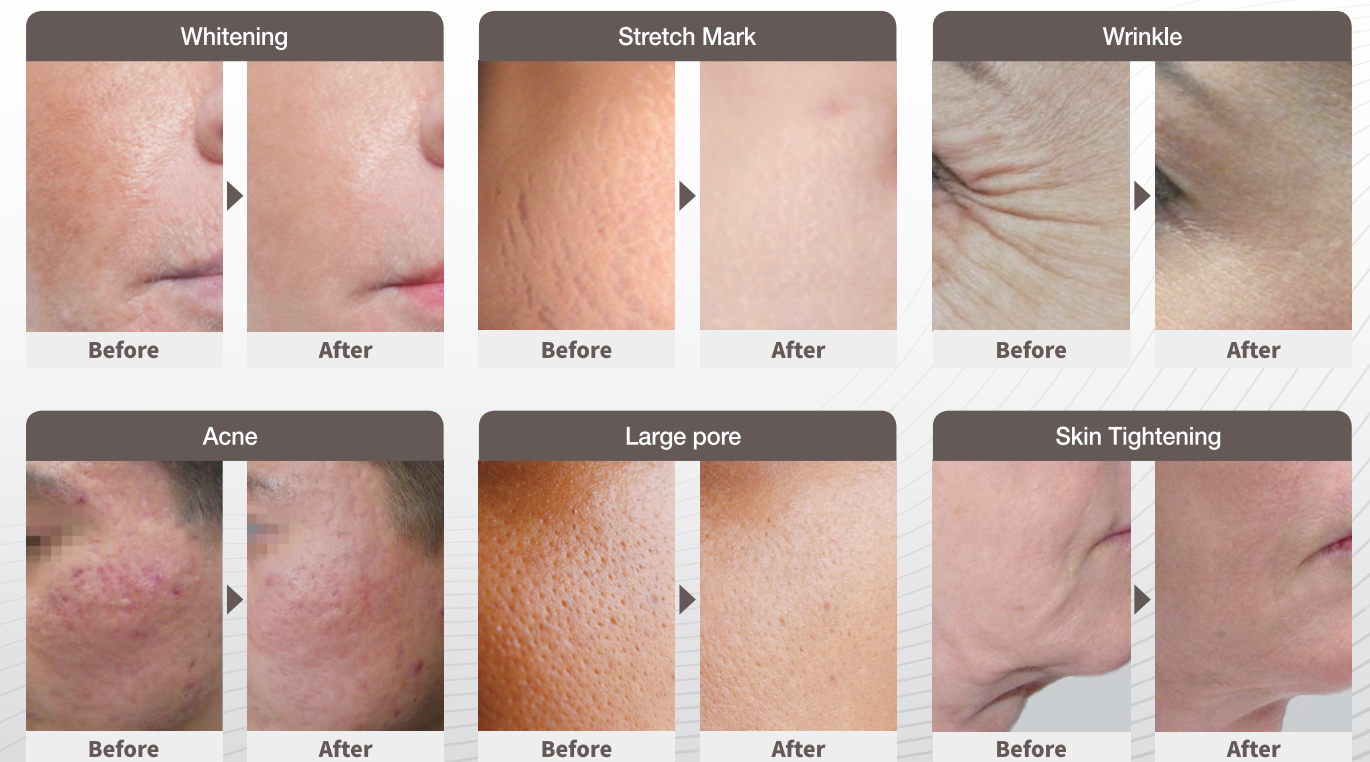 Whitening
Before
After
Stretch Mark
Before
After
Wrinkle
Before
After
Acne
Before
After
Large pore
Before
After
Skin Tightening
Before
After